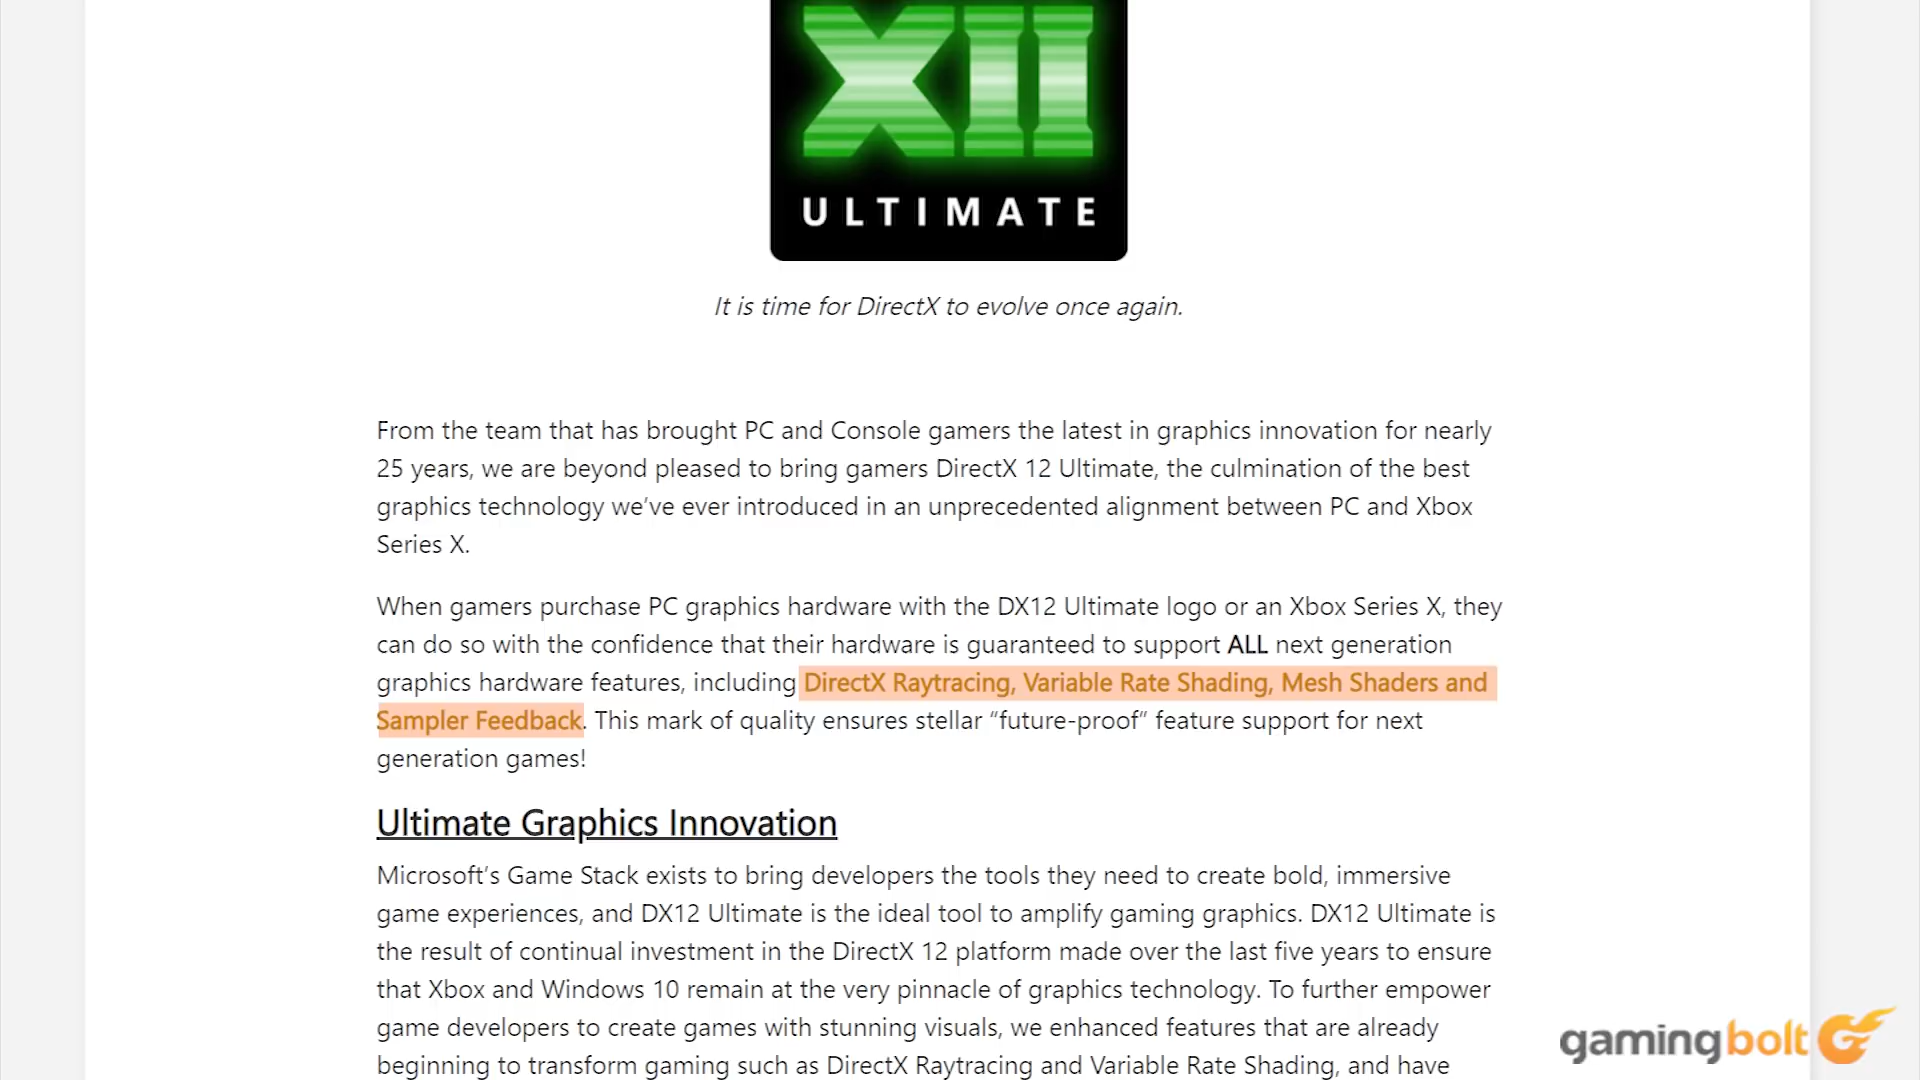 XII
ULTIMATE
It is time for DirectX to evolve once again.
From the team that has brought PC and Console gamers the latest in graphics innovation for nearly
25 years, we are beyond pleased to bring gamers DirectX 12 Ultimate, the culmination of the best
graphics technology we’ve ever introduced in an unprecedented alignment between PC and Xbox
Series X.
When gamers purchase PC graphics hardware with the DX12 Ultimate logo or an Xbox Series X, they
can do so with the confidence that their hardware is guaranteed to support ALL next generation
graphics hardware features, including DirectX Raytracing, Variable Rate Shading, Mesh Shaders and
Sampler Feedback. This mark of quality ensures stellar “future-proof” feature support for next
generation games!
Ultimate Graphics Innovation
Microsoft’s Game Stack exists to bring developers the tools they need to create bold, immersive
game experiences, and DX12 Ultimate is the ideal tool to amplify gaming graphics. DX12 Ultimate is
the result of continual investment in the DirectX 12 platform made over the last five years to ensure
that Xbox and Windows 10 remain at the very pinnacle of graphics technology. To further empower
game developers to create games with stunning visuals, we enhanced features that are already
beginning to transform gaming such as DirectX Raytracing and Variable Rate Shading, and have
gamingbolt